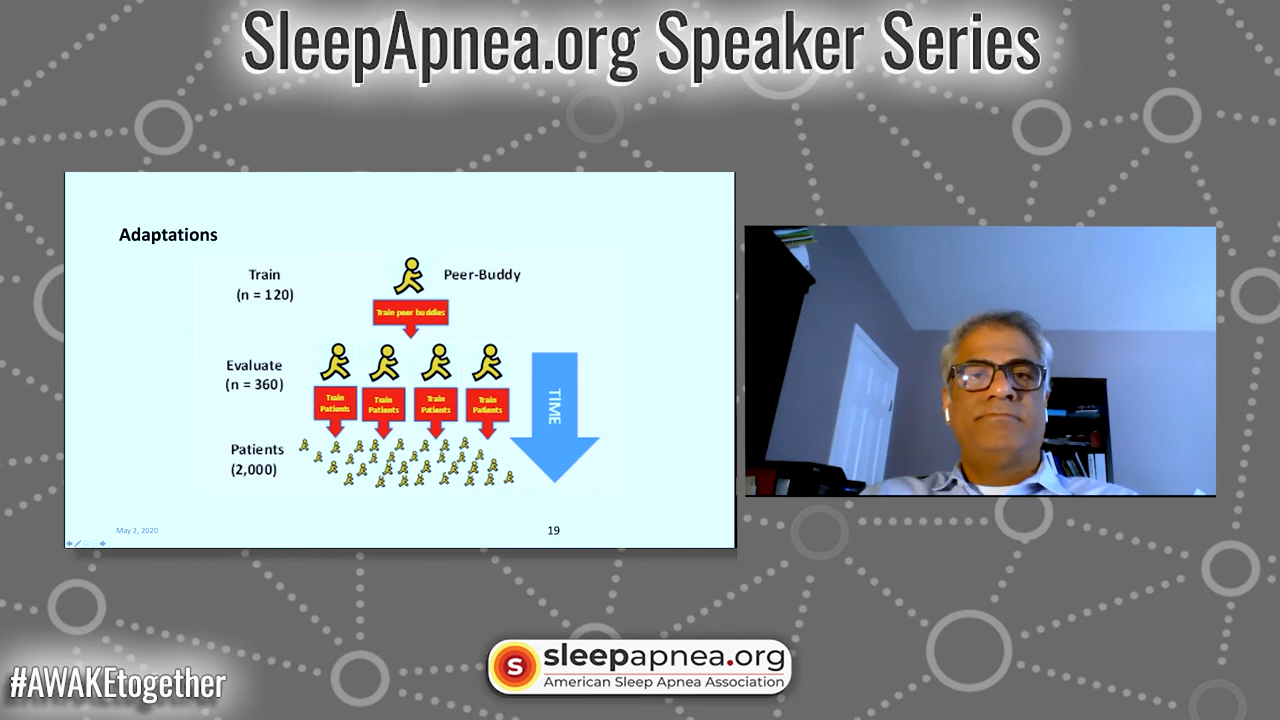 SleepApnea.org Speaker Series
Adaptations
Train
(n = 120)
Peer-Buddy
Train peer buddies
Evaluate
(n = 360)
Train
Patients
Train
Patients
Train
Patients
Train
Patients
TIME
Patients
(2,000)
May 2, 2020
19
#AWAKEtogether
S
sleepapnea.org
American Sleep Apnea Association